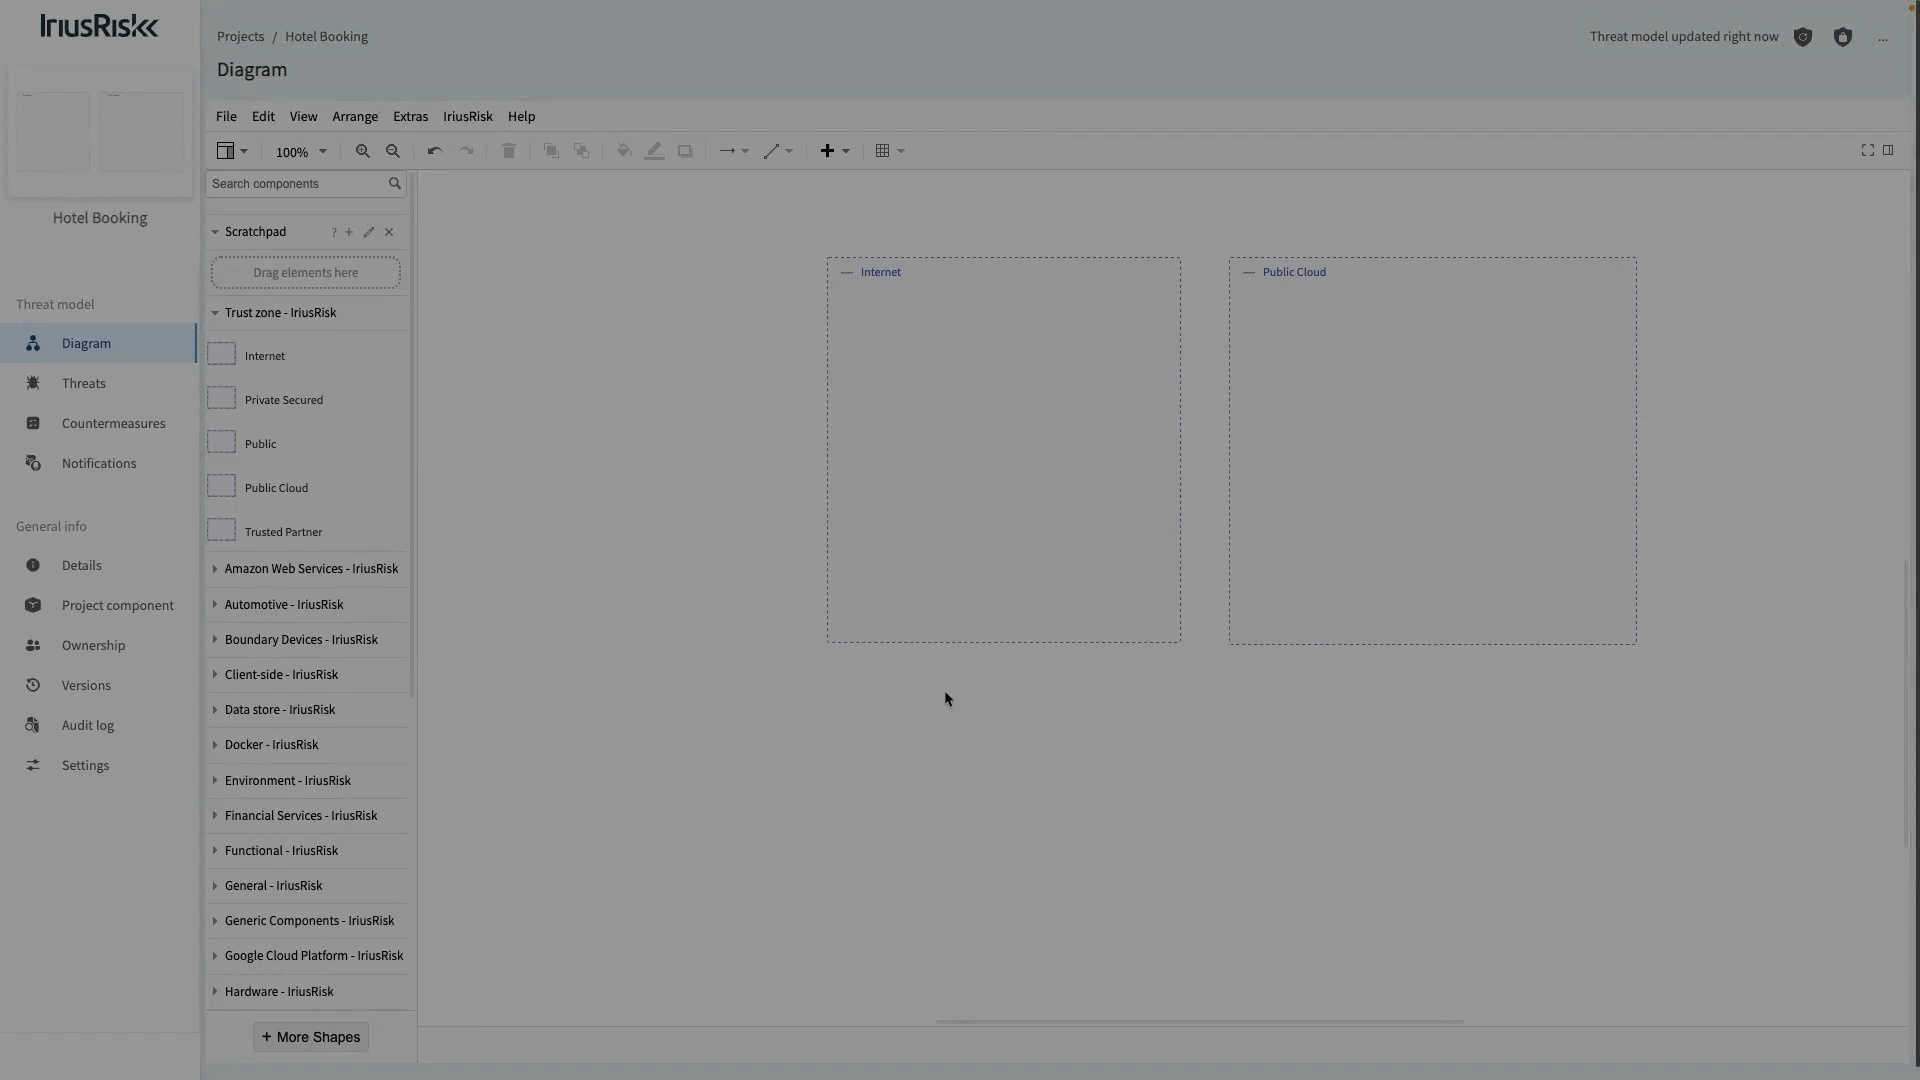 IriusRisk
Projects / Hotel Booking
Threat model updated right now
...
Diagram
File Edit View Arrange Extras IriusRisk Help
100%
Search components
Hotel Booking
Scratchpad ?
Drag elements here
Threat model
Diagram
Threats
Countermeasures
Notifications
General info
Details
Project component
Ownership
Versions
Audit log
Settings
Trust zone - IriusRisk
Internet
Private Secured
Public
Public Cloud
Trusted Partner
Amazon Web Services - IriusRisk
Automotive - IriusRisk
Boundary Devices - IriusRisk
Client-side - IriusRisk
Data store - IriusRisk
Docker - IriusRisk
Environment - IriusRisk
Financial Services - IriusRisk
Functional - IriusRisk
General - IriusRisk
Generic Components - IriusRisk
Google Cloud Platform - IriusRisk
Hardware - IriusRisk
+ More Shapes
Internet
Public Cloud